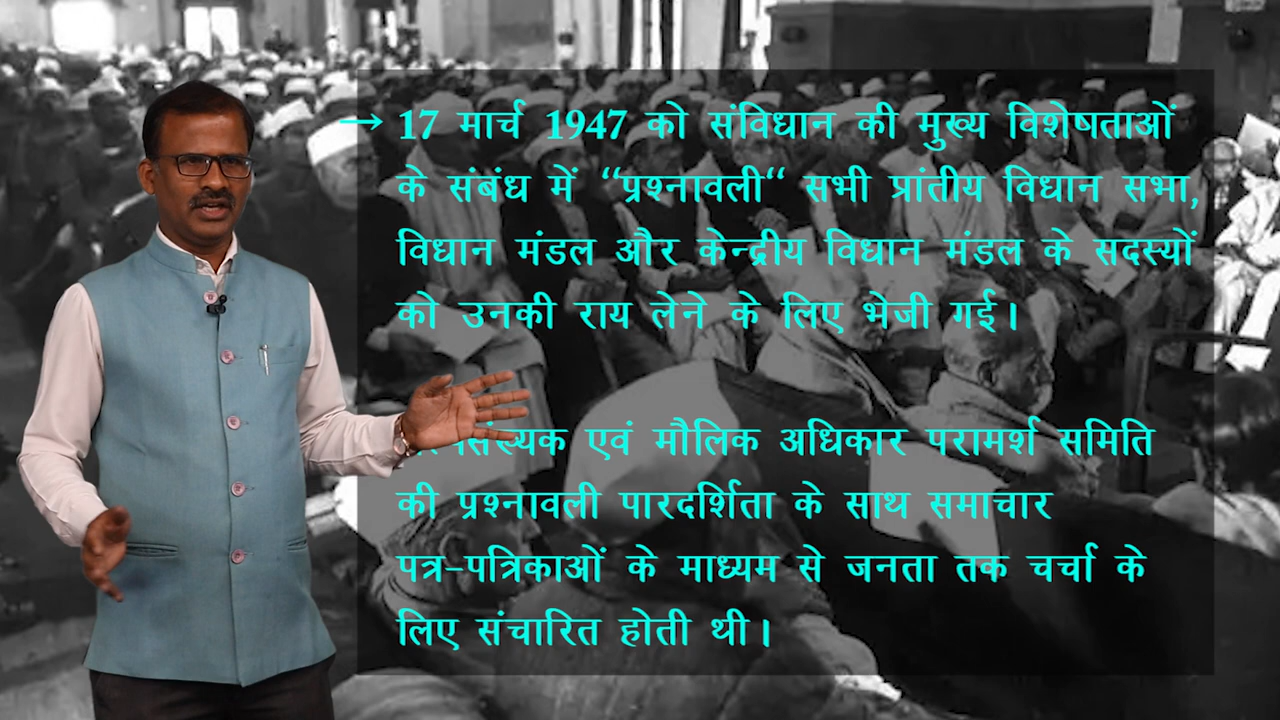 → 17 मार्च 1947 को संविधान की मुख्य विशेषताओं
के संबंध में “प्रश्नावली“ सभी प्रांतीय विधान सभा,
विधान मंडल और केन्द्रीय विधान मंडल के सदस्यों
को उनकी राय लेने के लिए भेजी गई।
एवं मौलिक अधिकार परामर्श समिति
की प्रश्नावली पारदर्शिता के साथ समाचार
पत्र-पत्रिकाओं के माध्यम से जनता तक चर्चा के
लिए संचारित होती थी।